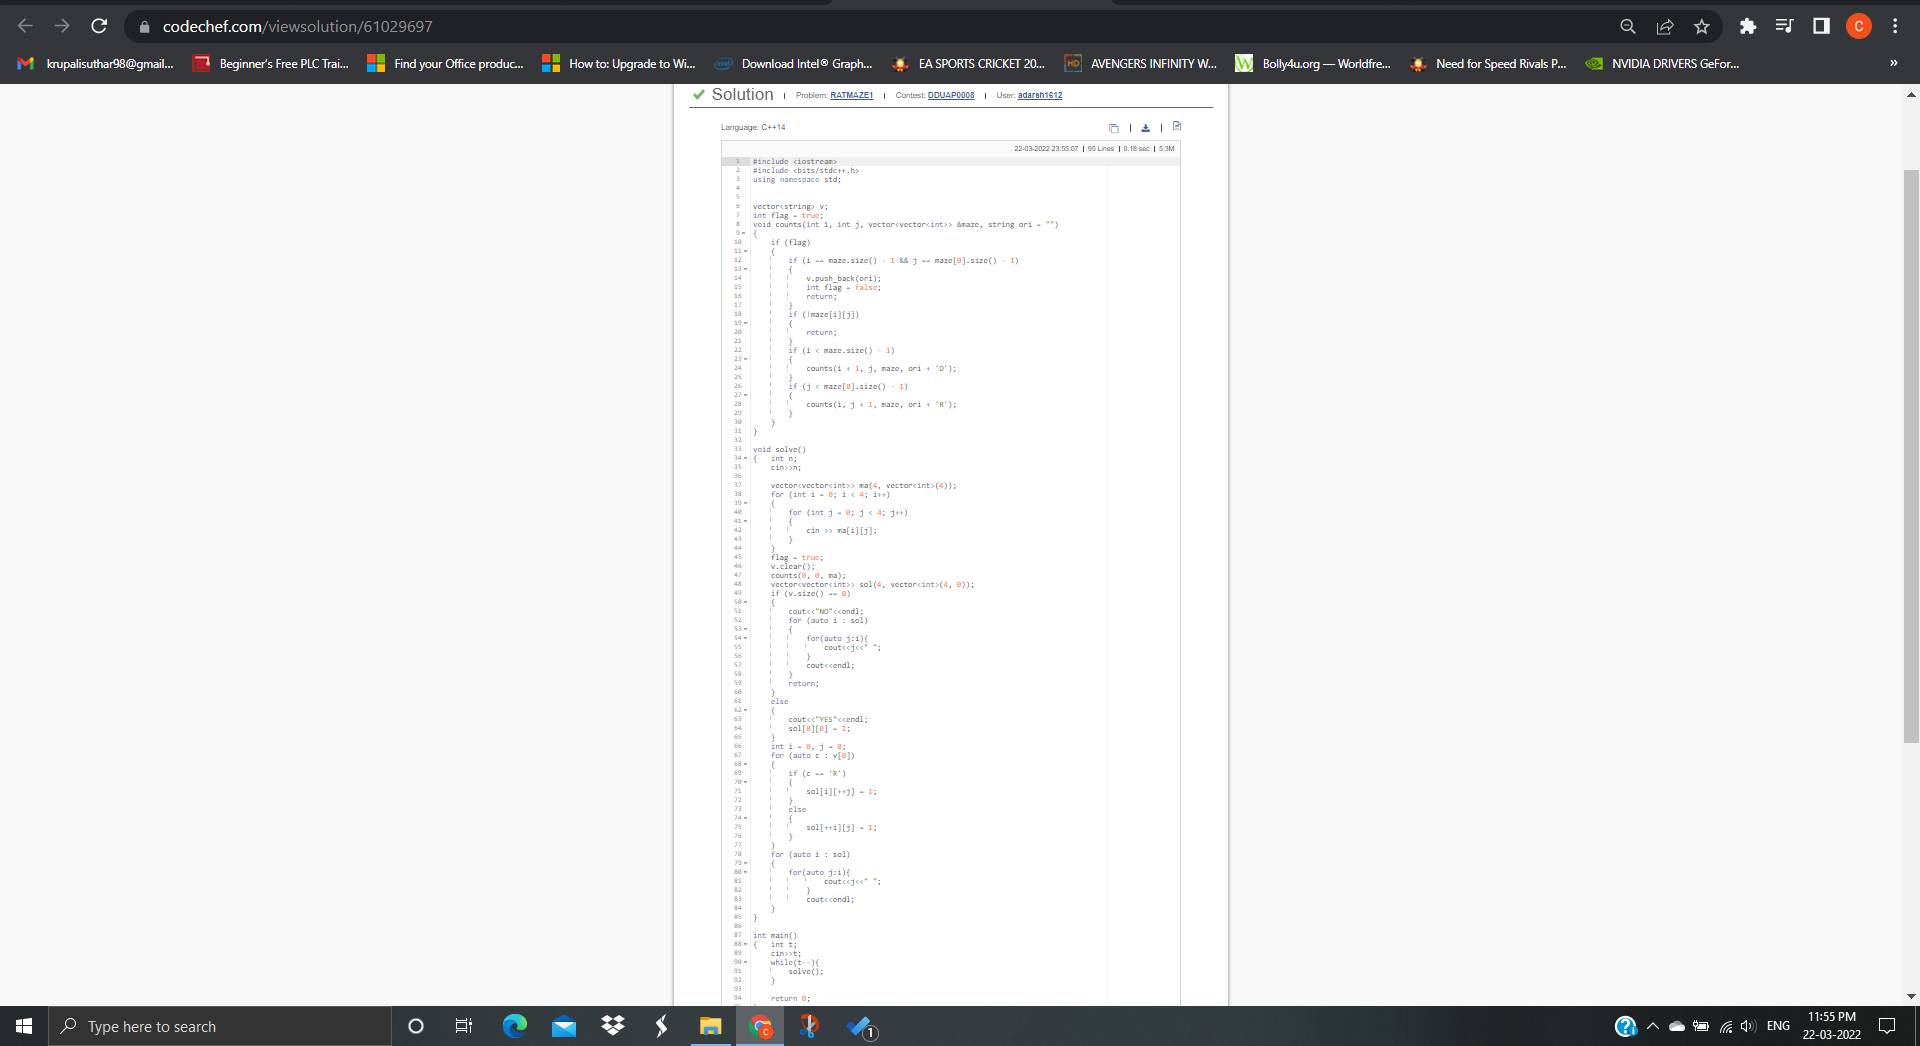 codechef.com/viewsolution/61029697
C
krupalisuthar98@gmail...
Beginner's Free PLC Trai...
Find your Office produc...
How to: Upgrade to Wi...
Download Intel® Graph...
EA SPORTS CRICKET 20...
AVENGERS INFINITY W...
Bolly4u.org — Worldfre...
Need for Speed Rivals P...
NVIDIA DRIVERS GeFor...
»
Solution | Problem: RATMAZE1 | Contest: DDUAP0008 | User: adarsh1612
Language: C++14
22-03-2022 23:55:07 | 95 Lines | 0.18 sec | 5.3M
1 #include <iostream>
2 #include <bits/stdc++.h>
3 using namespace std;
4
5
6 vector<string> v;
7 int flag = true;
8 void counts(int i, int j, vector<vector<int>> &maze, string ori = "")
9 {
10 if (flag)
11 {
12 if (i == maze.size() - 1 && j == maze[0].size() - 1)
13 {
14 v.push_back(ori);
15 int flag = false;
16 return;
17 }
18 if (!maze[i][j])
19 {
20 return;
21 }
22 if (i < maze.size() - 1)
23 {
24 counts(i + 1, j, maze, ori + 'D');
25 }
26 if (j < maze[0].size() - 1)
27 {
28 counts(i, j + 1, maze, ori + 'R');
29 }
30 }
31 }
32
33 void solve()
34 { int n;
35 cin>>n;
36
37 vector<vector<int>> ma(4, vector<int>(4));
38 for (int i = 0; i < 4; i++)
39 {
40 for (int j = 0; j < 4; j++)
41 {
42 cin >> ma[i][j];
43 }
44 }
45 flag = true;
46 v.clear();
47 counts(0, 0, ma);
48 vector<vector<int>> sol(4, vector<int>(4, 0));
49 if (v.size() == 0)
50 {
51 cout<<"NO"<<endl;
52 for (auto i : sol)
53 {
54 for(auto j:i){
55 cout<<j<<" ";
56 }
57 cout<<endl;
58 }
59 return;
60 }
61 else
62 {
63 cout<<"YES"<<endl;
64 sol[0][0] = 1;
65 }
66 int i = 0, j = 0;
67 for (auto c : v[0])
68 {
69 if (c == 'R')
70 {
71 sol[i][++j] = 1;
72 }
73 else
74 {
75 sol[++i][j] = 1;
76 }
77 }
78 for (auto i : sol)
79 {
80 for(auto j:i){
81 cout<<j<<" ";
82 }
83 cout<<endl;
84 }
85 }
86
87 int main()
88 { int t;
89 cin>>t;
90 while(t--){
91 solve();
92 }
93
94 return 0;
Type here to search
C
1
ENG
11:55 PM
22-03-2022